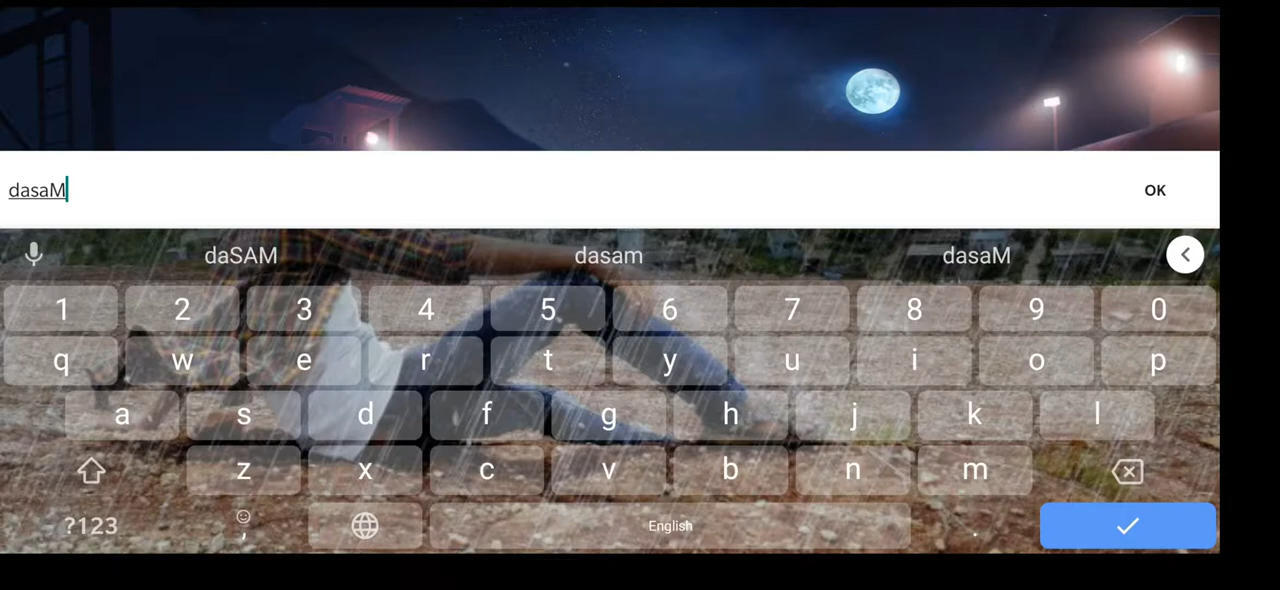 dasaM
OK
daSAM dasam dasaM
1 2 3 4 5 6 7 8 9 0
q w e r t y u i o p
a s d f g h j k l
z x c v b n m
?123 , English .